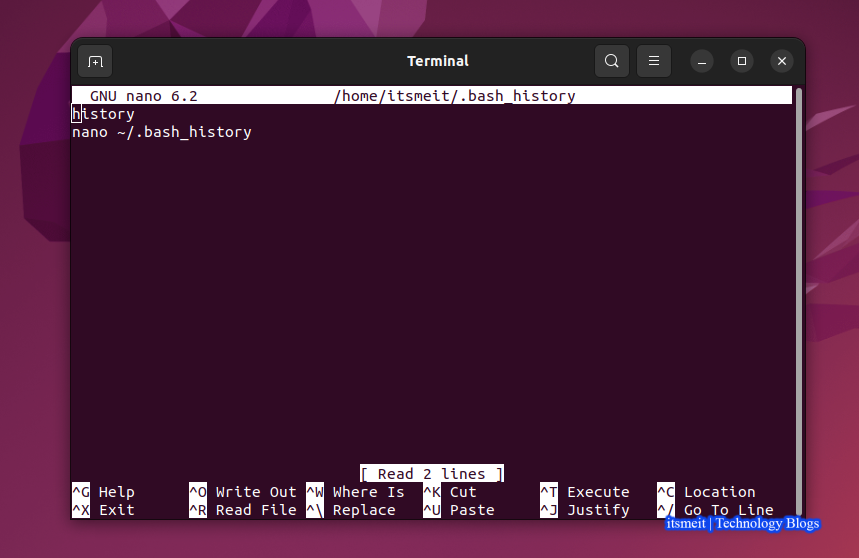 Terminal
GNU nano 6.2 /home/itsmeit/.bash_history
history
nano ~/.bash_history
[ Read 2 lines ]
^G Help ^O Write Out ^W Where Is ^K Cut ^T Execute ^C Location
^X Exit ^R Read File ^\ Replace ^U Paste ^J Justify ^/ Go To Line
itsmeit | Technology Blogs